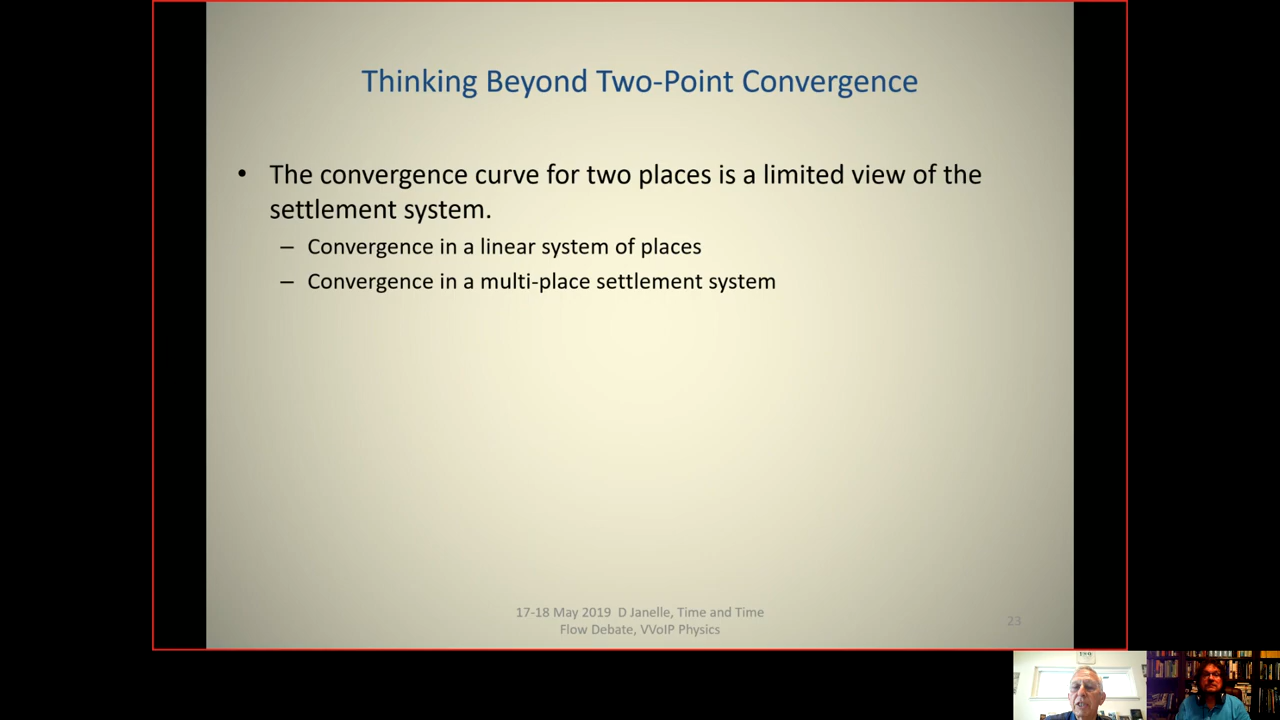 Thinking Beyond Two-Point Convergence
• The convergence curve for two places is a limited view of the
settlement system.
– Convergence in a linear system of places
– Convergence in a multi-place settlement system
17-18 May 2019 D Janelle, Time and Time
Flow Debate, VVoIP Physics
23